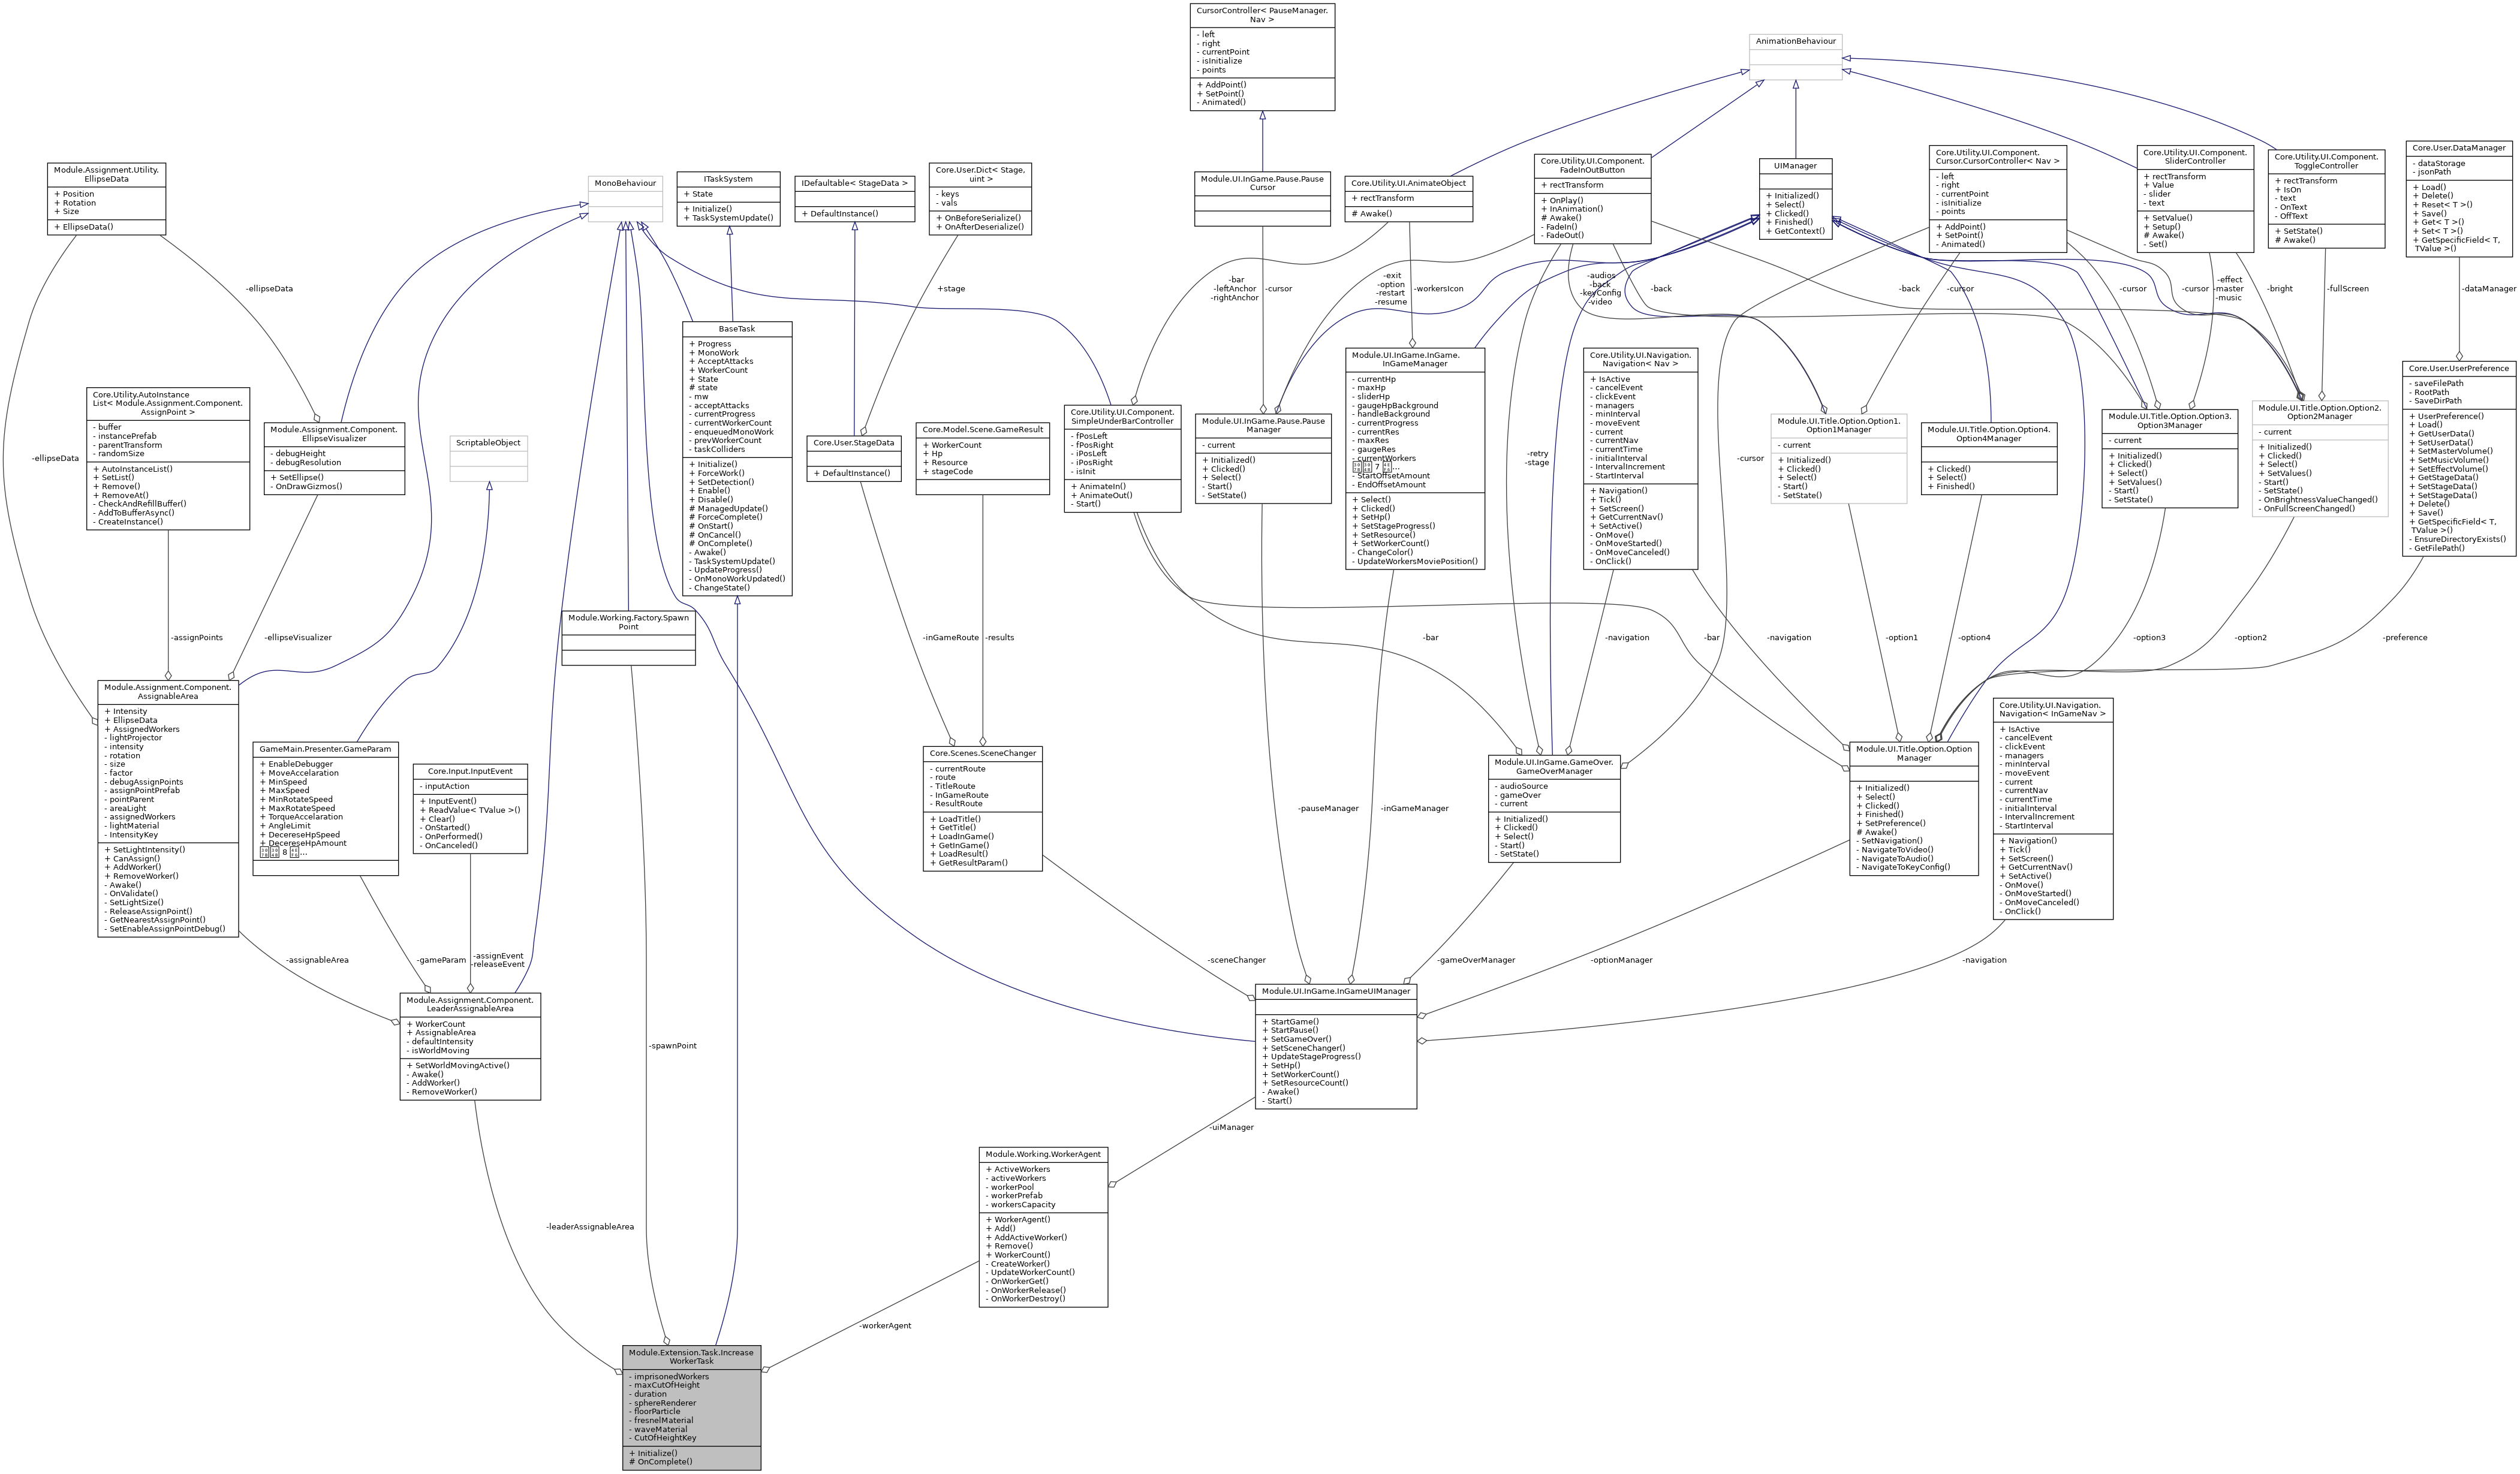 CursorController< PauseManager.
Nav >
- left
- right
- currentPoint
- isInitialize
- points
+ AddPoint()
+ SetPoint()
- Animated()
AnimationBehaviour
Module.Assignment.Utility.
EllipseData
+ Position
+ Rotation
+ Size
+ EllipseData()
MonoBehaviour
ITaskSystem
+ State
+ Initialize()
+ TaskSystemUpdate()
IDefaultable< StageData >
+ DefaultInstance()
Core.User.Dict< Stage,
uint >
- keys
- vals
+ OnBeforeSerialize()
+ OnAfterDeserialize()
Module.UI.InGame.Pause.Pause
Cursor
Core.Utility.UI.AnimateObject
+ rectTransform
# Awake()
Core.Utility.UI.Component.
FadeInOutButton
+ rectTransform
+ OnPlay()
+ InAnimation()
# Awake()
- FadeIn()
- FadeOut()
UIManager
+ Initialized()
+ Select()
+ Clicked()
+ Finished()
+ GetContext()
Core.Utility.UI.Component.
Cursor.CursorController< Nav >
- left
- right
- currentPoint
- isInitialize
- points
+ AddPoint()
+ SetPoint()
- Animated()
Core.Utility.UI.Component.
SliderController
+ rectTransform
+ Value
- slider
- text
+ SetValue()
+ Setup()
# Awake()
- Set()
Core.Utility.UI.Component.
ToggleController
+ rectTransform
+ IsOn
- text
- OnText
- OffText
+ SetState()
# Awake()
Core.User.DataManager
- dataStorage
- jsonPath
+ Load()
+ Delete()
+ Reset< T >()
+ Save()
+ Get< T >()
+ Set< T >()
+ GetSpecificField< T,
TValue >()
-ellipseData
+stage
-bar
-leftAnchor
-rightAnchor
-cursor
-exit
-option
-restart
-resume
-workersIcon
-audios
-back
-keyConfig
-video
-back
-back
-cursor
-cursor
-cursor
-effect
-master
-music
-bright
-fullScreen
-dataManager
BaseTask
+ Progress
+ MonoWork
+ AcceptAttacks
+ WorkerCount
+ State
# state
- mw
- acceptAttacks
- currentProgress
- currentWorkerCount
- enqueuedMonoWork
- prevWorkerCount
- taskColliders
+ Initialize()
+ ForceWork()
+ SetDetection()
+ Enable()
+ Disable()
# ManagedUpdate()
# ForceComplete()
# OnStart()
# OnCancel()
# OnComplete()
- Awake()
- TaskSystemUpdate()
- UpdateProgress()
- OnMonoWorkUpdated()
- ChangeState()
Core.Utility.AutoInstance
List< Module.Assignment.Component.
AssignPoint >
- buffer
- instancePrefab
- parentTransform
- randomSize
+ AutoInstanceList()
+ SetList()
+ Remove()
+ RemoveAt()
- CheckAndRefillBuffer()
- AddToBufferAsync()
- CreateInstance()
-ellipseData
Module.Assignment.Component.
EllipseVisualizer
- debugHeight
- debugResolution
+ SetEllipse()
- OnDrawGizmos()
ScriptableObject
Core.User.StageData
+ DefaultInstance()
Core.Model.Scene.GameResult
+ WorkerCount
+ Hp
+ Resource
+ stageCode
Core.Utility.UI.Component.
SimpleUnderBarController
- fPosLeft
- fPosRight
- iPosLeft
- iPosRight
- isInit
+ AnimateIn()
+ AnimateOut()
- Start()
Module.UI.InGame.Pause.Pause
Manager
- current
+ Initialized()
+ Clicked()
+ Select()
- Start()
- SetState()
Module.UI.InGame.InGame.
InGameManager
- currentHp
- maxHp
- sliderHp
- gaugeHpBackground
- handleBackground
- currentProgress
- currentRes
- maxRes
- gaugeRes
- currentWorkers
7 ...
- StartOffsetAmount
- EndOffsetAmount
+ Select()
+ Clicked()
+ SetHp()
+ SetStageProgress()
+ SetResource()
+ SetWorkerCount()
- ChangeColor()
- UpdateWorkersMoviePosition()
-retry
-stage
Core.Utility.UI.Navigation.
Navigation< Nav >
+ IsActive
- cancelEvent
- clickEvent
- managers
- minInterval
- moveEvent
- current
- currentNav
- currentTime
- initialInterval
- IntervalIncrement
- StartInterval
+ Navigation()
+ Tick()
+ SetScreen()
+ GetCurrentNav()
+ SetActive()
- OnMove()
- OnMoveStarted()
- OnMoveCanceled()
- OnClick()
-cursor
Module.UI.Title.Option.Option1.
Option1Manager
- current
+ Initialized()
+ Clicked()
+ Select()
- Start()
- SetState()
Module.UI.Title.Option.Option4.
Option4Manager
+ Clicked()
+ Select()
+ Finished()
Module.UI.Title.Option.Option3.
Option3Manager
- current
+ Initialized()
+ Clicked()
+ Select()
+ SetValues()
- Start()
- SetState()
Module.UI.Title.Option.Option2.
Option2Manager
- current
+ Initialized()
+ Clicked()
+ Select()
+ SetValues()
- Start()
- SetState()
- OnBrightnessValueChanged()
- OnFullScreenChanged()
Core.User.UserPreference
- saveFilePath
- RootPath
- SaveDirPath
+ UserPreference()
+ Load()
+ GetUserData()
+ SetUserData()
+ SetMasterVolume()
+ SetMusicVolume()
+ SetEffectVolume()
+ GetStageData()
+ SetStageData()
+ SetStageData()
+ Delete()
+ Save()
+ GetSpecificField< T,
TValue >()
- EnsureDirectoryExists()
- GetFilePath()
-assignPoints
-ellipseVisualizer
Module.Working.Factory.Spawn
Point
-inGameRoute
-results
-bar
-navigation
-bar
-navigation
-option1
-option4
-option3
-option2
-preference
Module.Assignment.Component.
AssignableArea
+ Intensity
+ EllipseData
+ AssignedWorkers
- lightProjector
- intensity
- rotation
- size
- factor
- debugAssignPoints
- assignPointPrefab
- pointParent
- areaLight
- assignedWorkers
- lightMaterial
- IntensityKey
+ SetLightIntensity()
+ CanAssign()
+ AddWorker()
+ RemoveWorker()
- Awake()
- OnValidate()
- SetLightSize()
- ReleaseAssignPoint()
- GetNearestAssignPoint()
- SetEnableAssignPointDebug()
GameMain.Presenter.GameParam
+ EnableDebugger
+ MoveAccelaration
+ MinSpeed
+ MaxSpeed
+ MinRotateSpeed
+ MaxRotateSpeed
+ TorqueAccelaration
+ AngleLimit
+ DecereseHpSpeed
+ DecereseHpAmount
8 ...
Core.Input.InputEvent
- inputAction
+ InputEvent()
+ ReadValue< TValue >()
+ Clear()
- OnStarted()
- OnPerformed()
- OnCanceled()
Core.Scenes.SceneChanger
- currentRoute
- route
- TitleRoute
- InGameRoute
- ResultRoute
+ LoadTitle()
+ GetTitle()
+ LoadInGame()
+ GetInGame()
+ LoadResult()
+ GetResultParam()
-pauseManager
-inGameManager
Module.UI.InGame.GameOver.
GameOverManager
- audioSource
- gameOver
- current
+ Initialized()
+ Clicked()
+ Select()
- Start()
- SetState()
Module.UI.Title.Option.Option
Manager
+ Initialized()
+ Select()
+ Clicked()
+ Finished()
+ SetPreference()
# Awake()
- SetNavigation()
- NavigateToVideo()
- NavigateToAudio()
- NavigateToKeyConfig()
Core.Utility.UI.Navigation.
Navigation< InGameNav >
+ IsActive
- cancelEvent
- clickEvent
- managers
- minInterval
- moveEvent
- current
- currentNav
- currentTime
- initialInterval
- IntervalIncrement
- StartInterval
+ Navigation()
+ Tick()
+ SetScreen()
+ GetCurrentNav()
+ SetActive()
- OnMove()
- OnMoveStarted()
- OnMoveCanceled()
- OnClick()
-assignableArea
-gameParam
-assignEvent
-releaseEvent
-sceneChanger
-gameOverManager
-optionManager
-navigation
Module.Assignment.Component.
LeaderAssignableArea
+ WorkerCount
+ AssignableArea
- defaultIntensity
- isWorldMoving
+ SetWorldMovingActive()
- Awake()
- AddWorker()
- RemoveWorker()
-spawnPoint
Module.UI.InGame.InGameUIManager
+ StartGame()
+ StartPause()
+ SetGameOver()
+ SetSceneChanger()
+ UpdateStageProgress()
+ SetHp()
+ SetWorkerCount()
+ SetResourceCount()
- Awake()
- Start()
-uiManager
Module.Working.WorkerAgent
+ ActiveWorkers
- activeWorkers
- workerPool
- workerPrefab
- workersCapacity
+ WorkerAgent()
+ Add()
+ AddActiveWorker()
+ Remove()
+ WorkerCount()
- CreateWorker()
- UpdateWorkerCount()
- OnWorkerGet()
- OnWorkerRelease()
- OnWorkerDestroy()
-leaderAssignableArea
-workerAgent
Module.Extension.Task.Increase
WorkerTask
- imprisonedWorkers
- maxCutOfHeight
- duration
- sphereRenderer
- floorParticle
- fresnelMaterial
- waveMaterial
- CutOfHeightKey
+ Initialize()
# OnComplete()